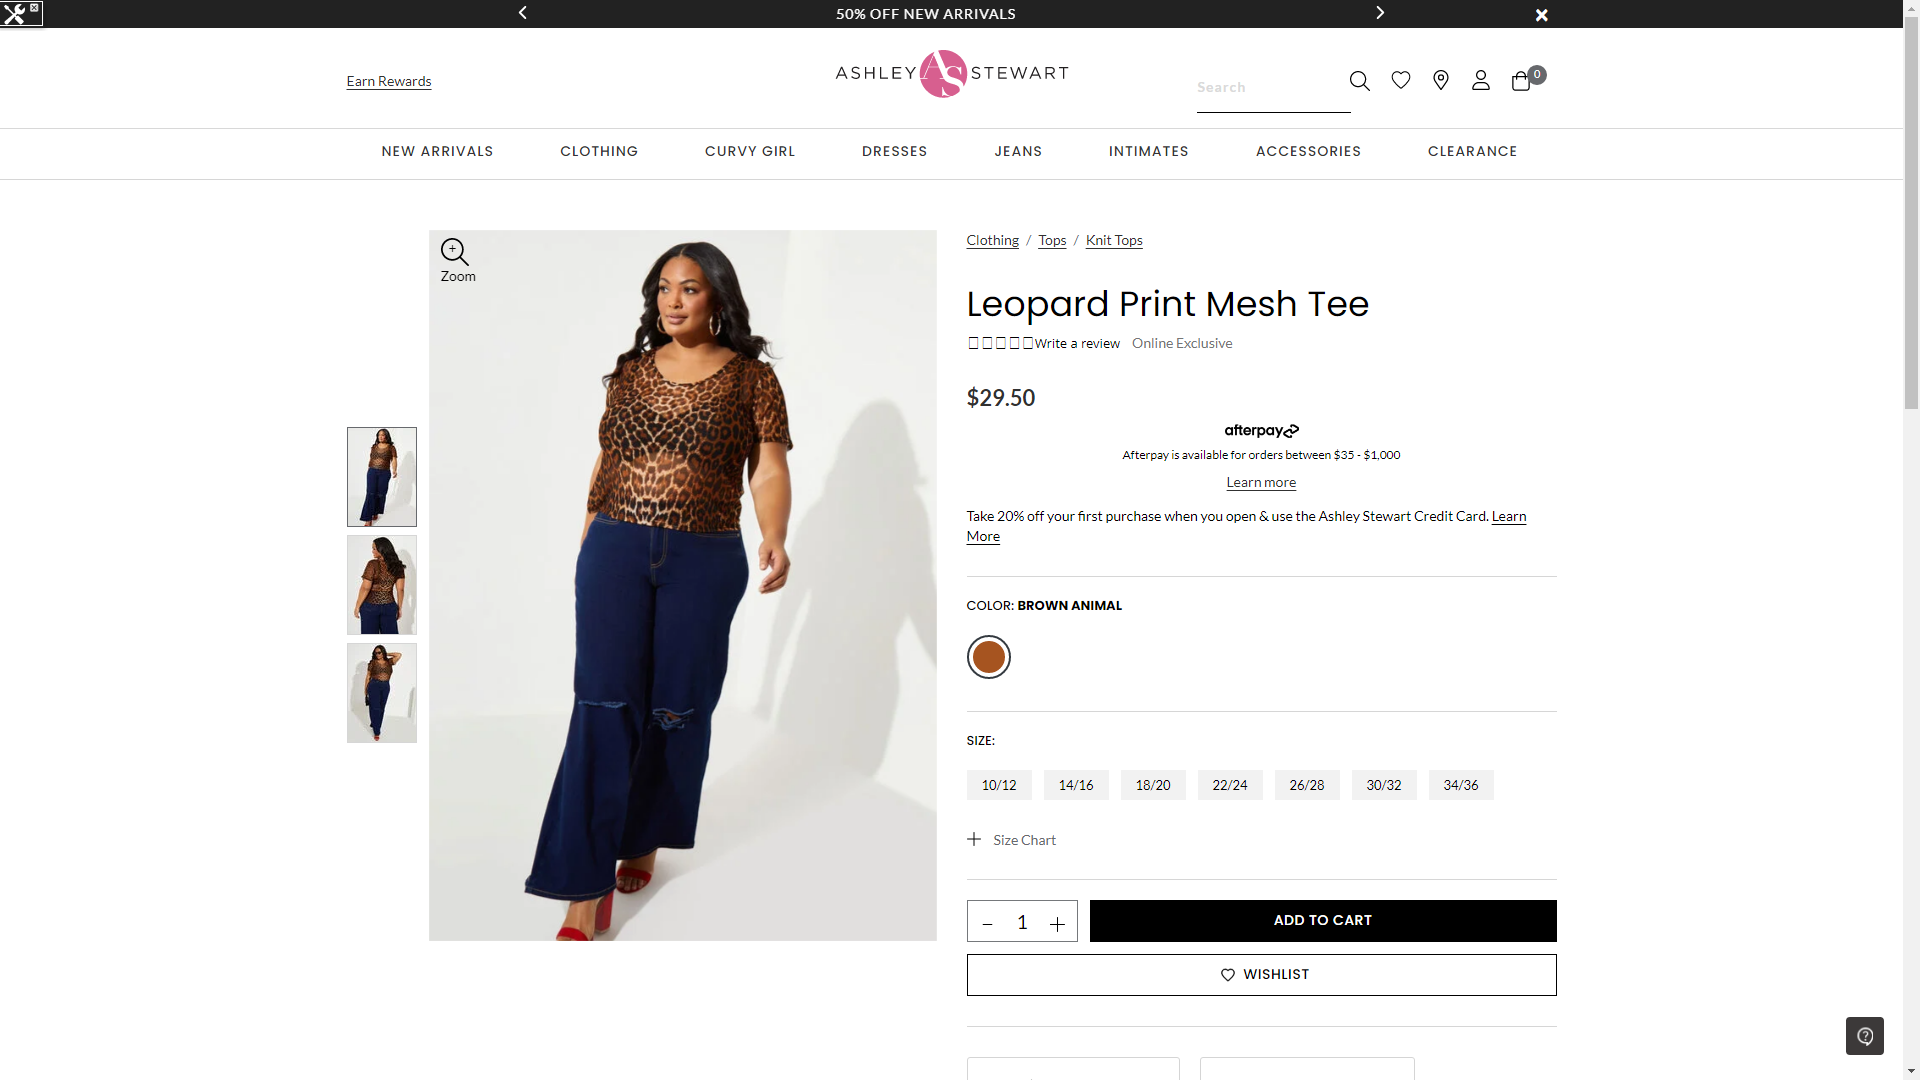 50% OFF NEW ARRIVALS
Earn Rewards
ASHLEY AS STEWART
Search
0
NEW ARRIVALS
CLOTHING
CURVY GIRL
DRESSES
JEANS
INTIMATES
ACCESSORIES
CLEARANCE
Zoom
Clothing / Tops / Knit Tops
Leopard Print Mesh Tee
Write a review Online Exclusive
$29.50
afterpay
Afterpay is available for orders between $35 - $1,000
Learn more
Take 20% off your first purchase when you open & use the Ashley Stewart Credit Card. Learn
More
COLOR: BROWN ANIMAL
SIZE:
10/12
14/16
18/20
22/24
26/28
30/32
34/36
+ Size Chart
- 1 +
ADD TO CART
WISHLIST